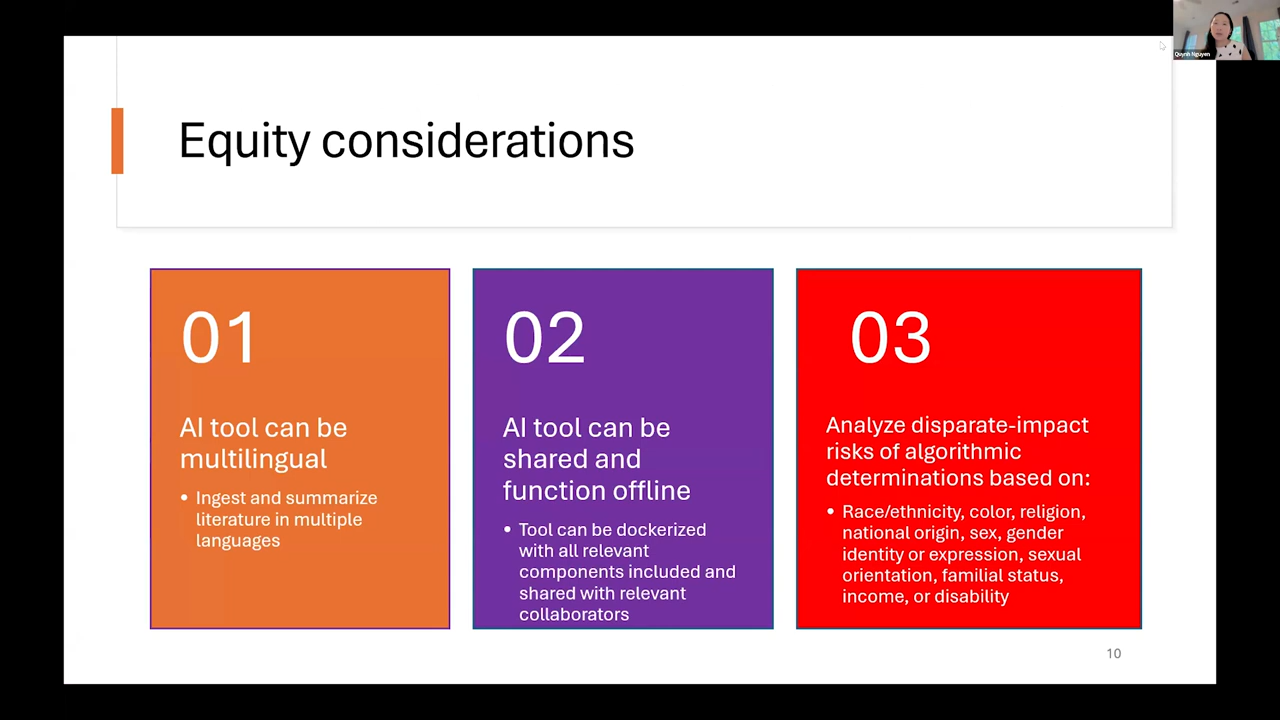 Quynh Nguyen
Equity considerations
01
AI tool can be
multilingual
• Ingest and summarize
literature in multiple
languages
02
AI tool can be
shared and
function offline
• Tool can be dockerized
with all relevant
components included and
shared with relevant
collaborators
03
Analyze disparate-impact
risks of algorithmic
determinations based on:
• Race/ethnicity, color, religion,
national origin, sex, gender
identity or expression, sexual
orientation, familial status,
income, or disability
10